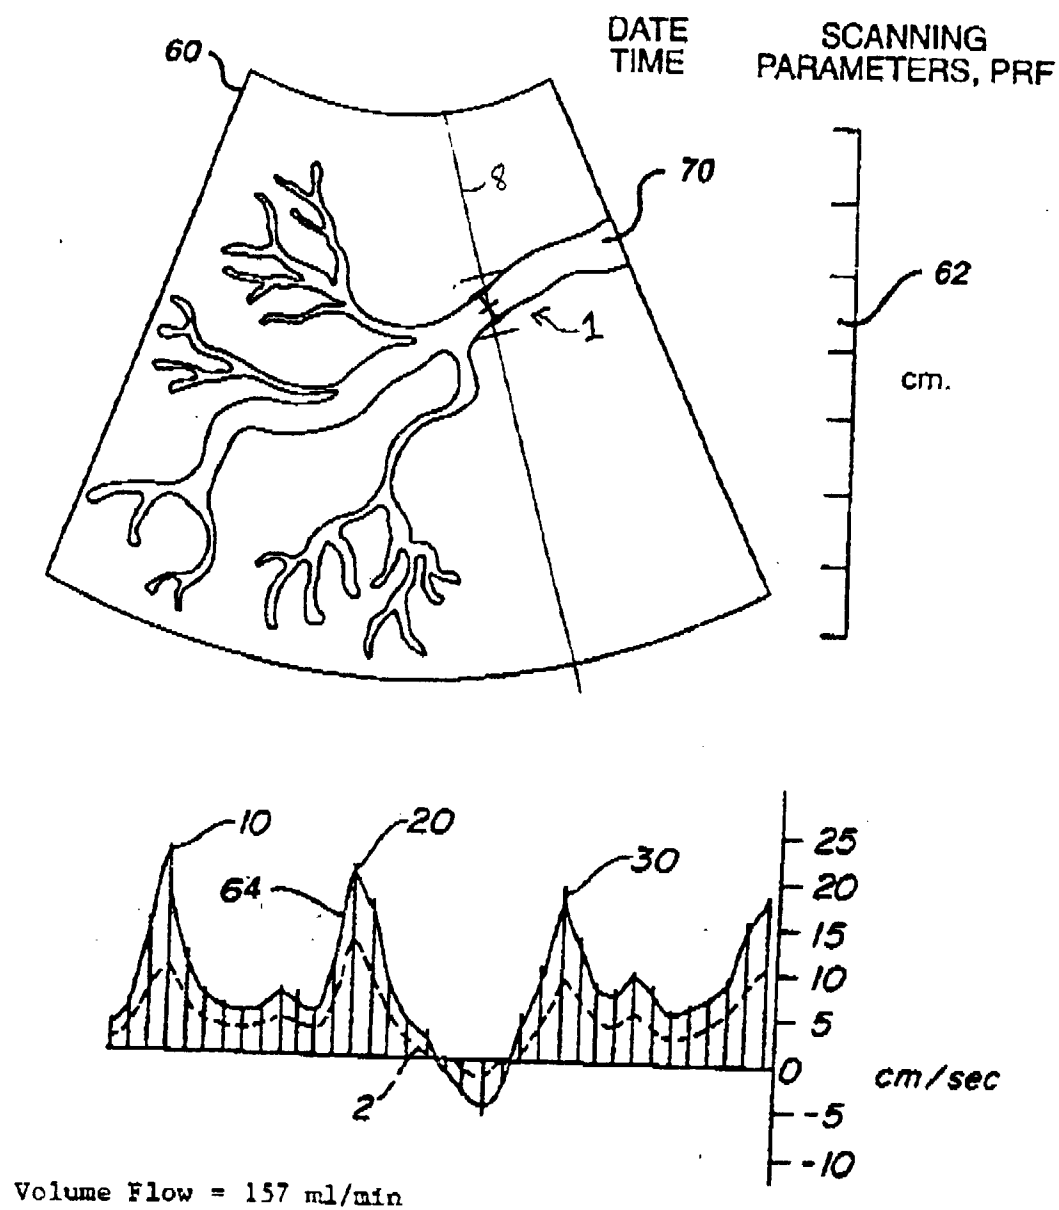 DATE
TIME
SCANNING
PARAMETERS, PRF
60
8
70
62
1
cm.
10
20
30
64
2
25
20
15
10
5
0
-5
-10
cm/sec
Volume Flow = 157 ml/min